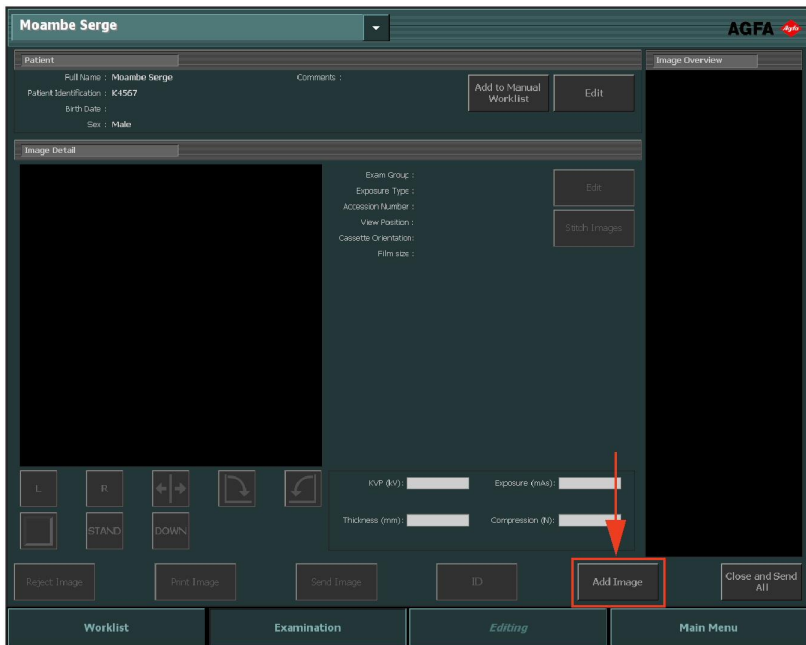 Moambe Serge
AGFA Agfa
Patient
Image Overview
Full Name : Moambe Serge
Comments :
Add to Manual
Worklist
Edit
Patient Identification : K4567
Birth Date :
Sex : Male
Image Detail
Exam Group :
Exposure Type :
Accession Number :
View Position :
Cassette Orientation:
Film size :
Edit
Stitch Images
L
R
STAND
DOWN
KVP (kV):
Exposure (mAs):
Thickness (mm):
Compression (N):
Reject Image
Print Image
Send Image
ID
Add Image
Close and Send
All
Worklist
Examination
Editing
Main Menu